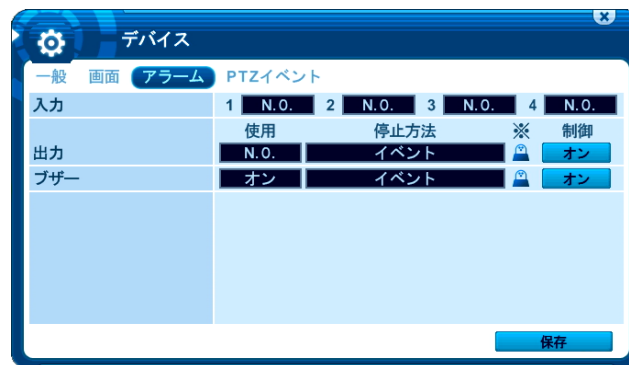 デバイス
一般 画面 アラーム PTZイベント
入力 1 N.O. 2 N.O. 3 N.O. 4 N.O.
使用 停止方法 ※ 制御
出力 N.O. イベント オン
ブザー オン イベント オン
保存